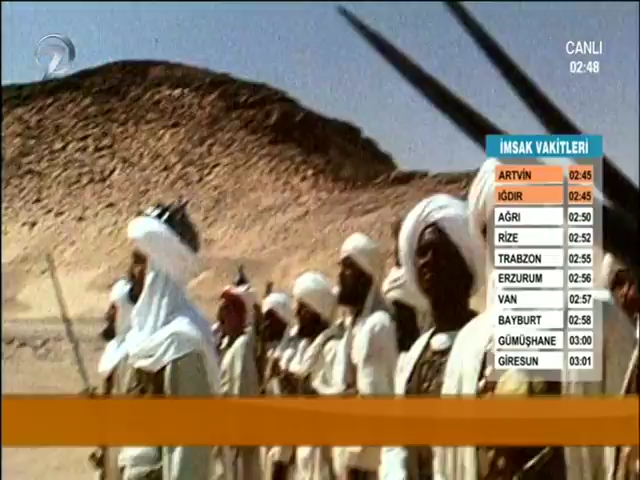 7
CANLI
02:48
İMSAK VAKİTLERİ
ARTVİN 02:45
IĞDIR 02:45
AĞRI 02:50
RİZE 02:52
TRABZON 02:55
ERZURUM 02:56
VAN 02:57
BAYBURT 02:58
GÜMÜŞHANE 03:00
GİRESUN 03:01